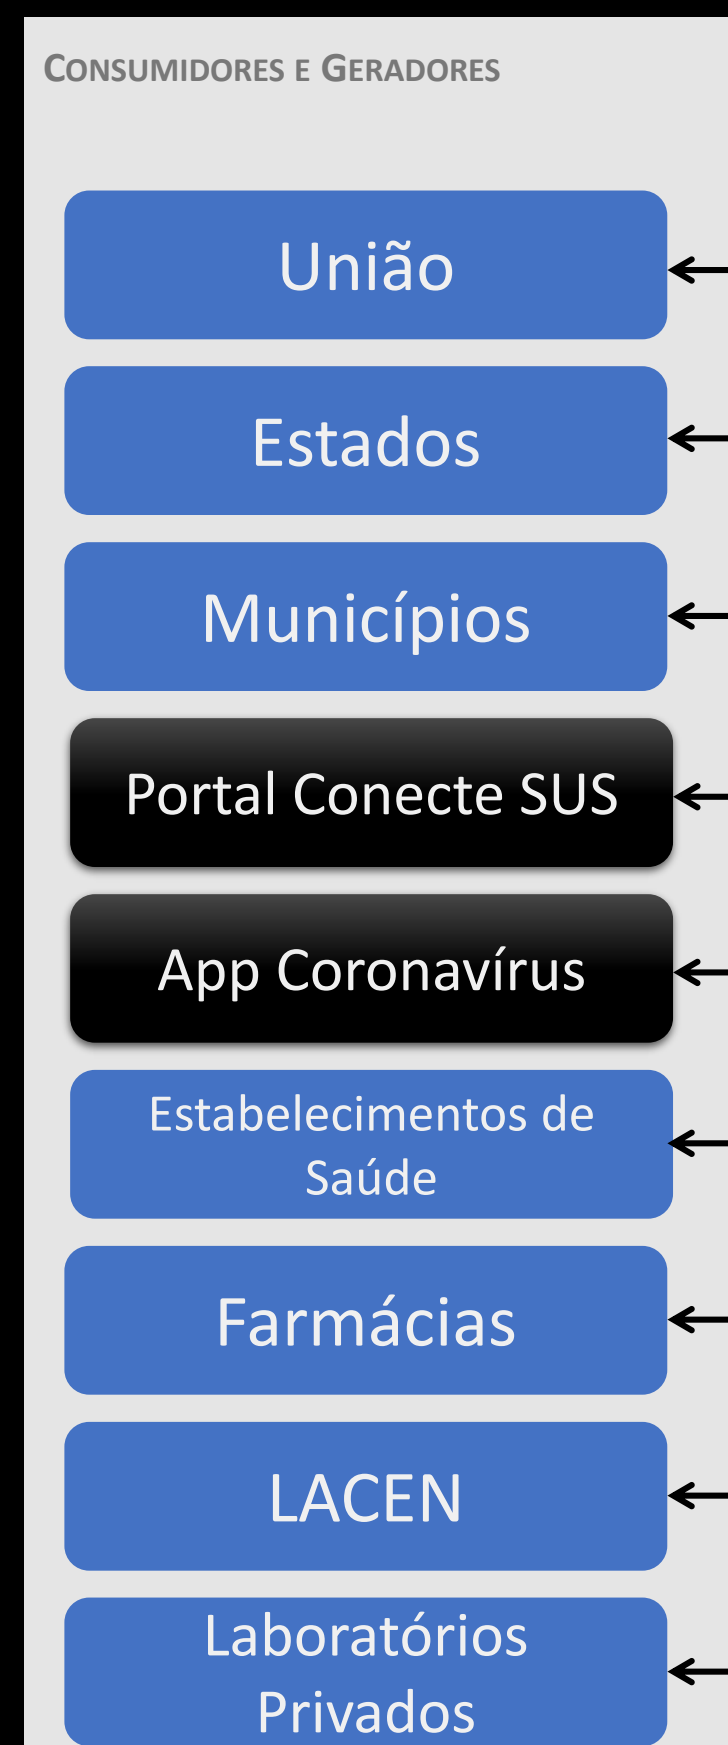 CONSUMIDORES E GERADORES
União
Estados
Municípios
Portal Conecte SUS
App Coronavírus
Estabelecimentos de
Saúde
Farmácias
LACEN
Laboratórios
Privados